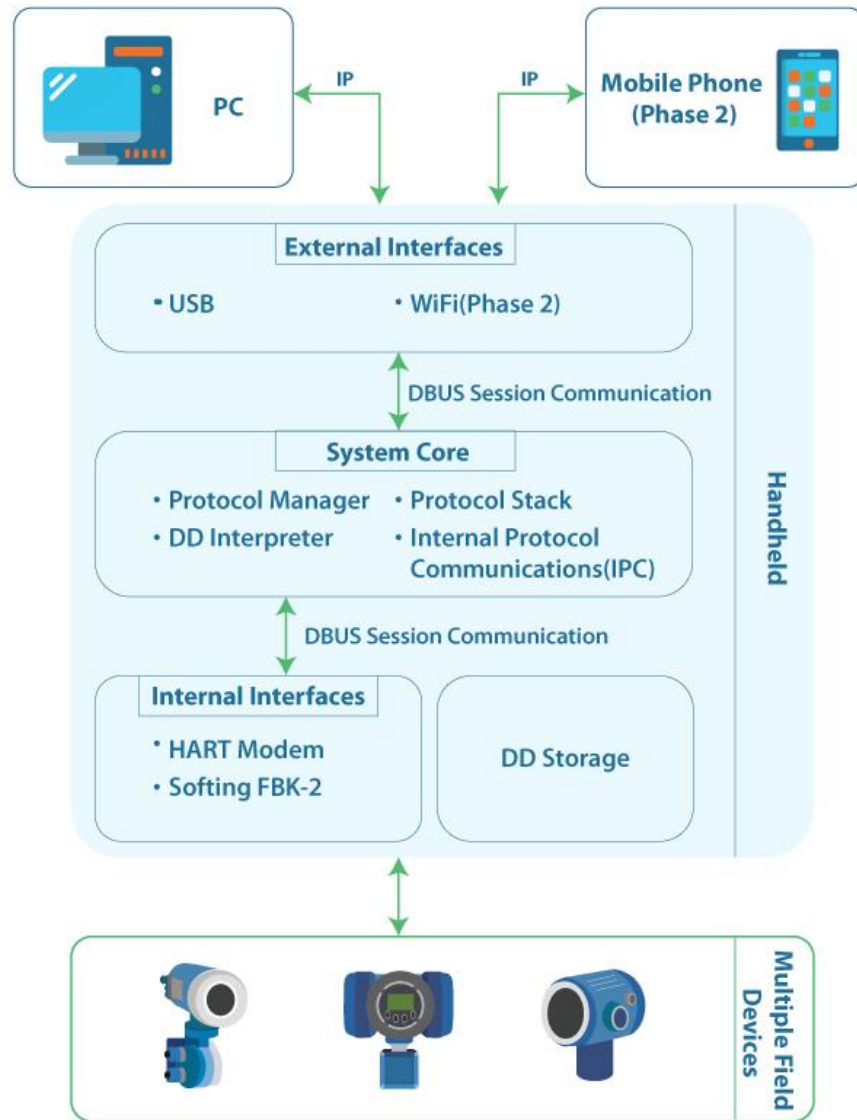 IP
IP
PC
Mobile Phone
(Phase 2)
External Interfaces
• USB
• WiFi(Phase 2)
DBUS Session Communication
System Core
• Protocol Manager
• DD Interpreter
• Protocol Stack
• Internal Protocol
Communications(IPC)
DBUS Session Communication
Internal Interfaces
• HART Modem
• Softing FBK-2
DD Storage
Handheld
Multiple Field
Devices